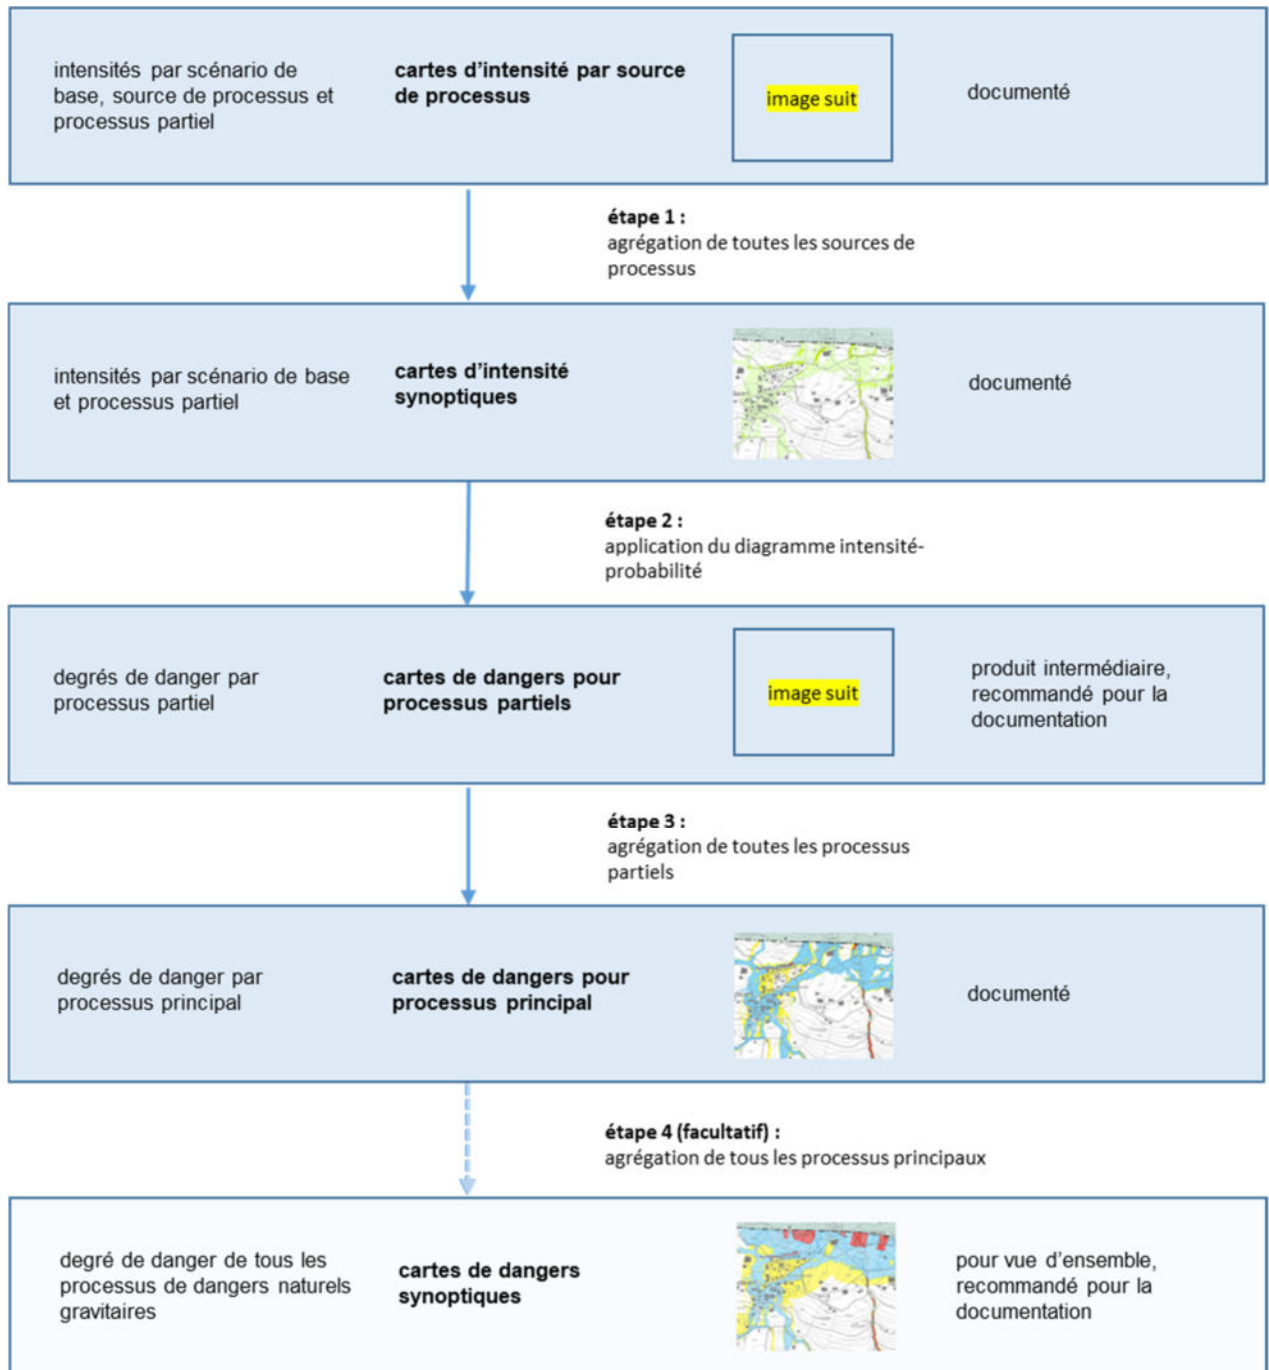 intensités par scénario de
base, source de processus et
processus partiel
cartes d'intensité par source
de processus
image suit
documenté
étape 1 :
agrégation de toutes les sources de
processus
intensités par scénario de base
et processus partiel
cartes d'intensité
synoptiques
documenté
étape 2 :
application du diagramme intensité-
probabilité
degrés de danger par
processus partiel
cartes de dangers pour
processus partiels
image suit
produit intermédiaire,
recommandé pour la
documentation
étape 3 :
agrégation de toutes les processus
partiels
degrés de danger par
processus principal
cartes de dangers pour
processus principal
documenté
étape 4 (facultatif) :
agrégation de tous les processus principaux
degré de danger de tous les
processus de dangers naturels
gravitaires
cartes de dangers
synoptiques
pour vue d'ensemble,
recommandé pour la
documentation